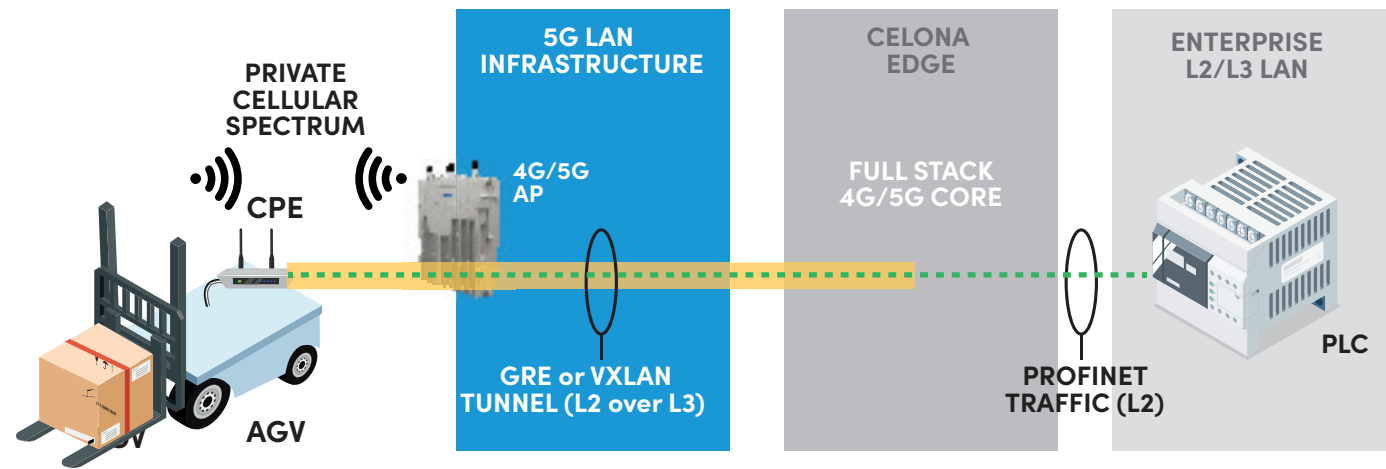 PRIVATE
CELLULAR
SPECTRUM
CPE
AGV
5G LAN
INFRASTRUCTURE
4G/5G
AP
GRE or VXLAN
TUNNEL (L2 over L3)
CELONA
EDGE
FULL STACK
4G/5G CORE
PROFINET
TRAFFIC (L2)
ENTERPRISE
L2/L3 LAN
PLC